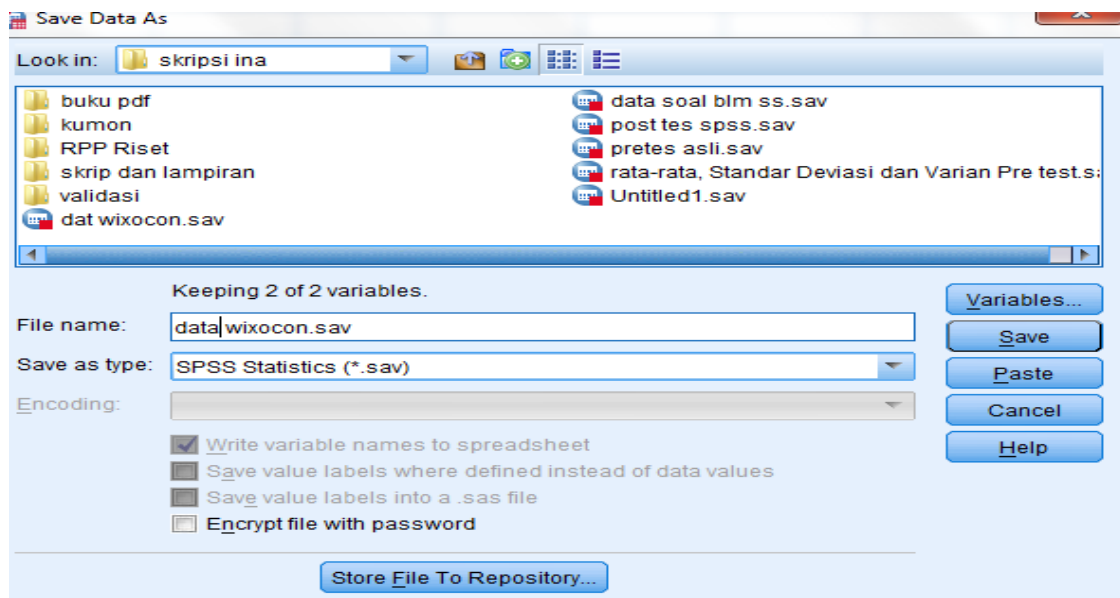 Save Data As
Look in: skripsi ina
buku pdf
kumon
RPP Riset
skrip dan lampiran
validasi
dat wixocon.sav
data soal blm ss.sav
post tes spss.sav
pretes asli.sav
rata-rata, Standar Deviasi dan Varian Pre test.sa
Untitled1.sav
Keeping 2 of 2 variables.
File name: data wixocon.sav
Save as type: SPSS Statistics (*.sav)
Encoding:
Write variable names to spreadsheet
Save value labels where defined instead of data values
Save value labels into a .sas file
Encrypt file with password
Variables...
Save
Paste
Cancel
Help
Store File To Repository...